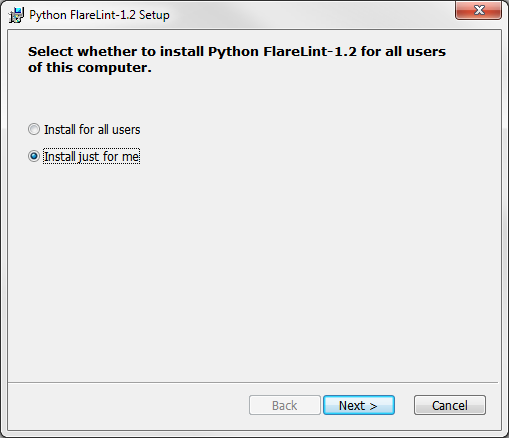 Python FlareLint-1.2 Setup
Select whether to install Python FlareLint-1.2 for all users
of this computer.
Install for all users
Install just for me
Back
Next >
Cancel